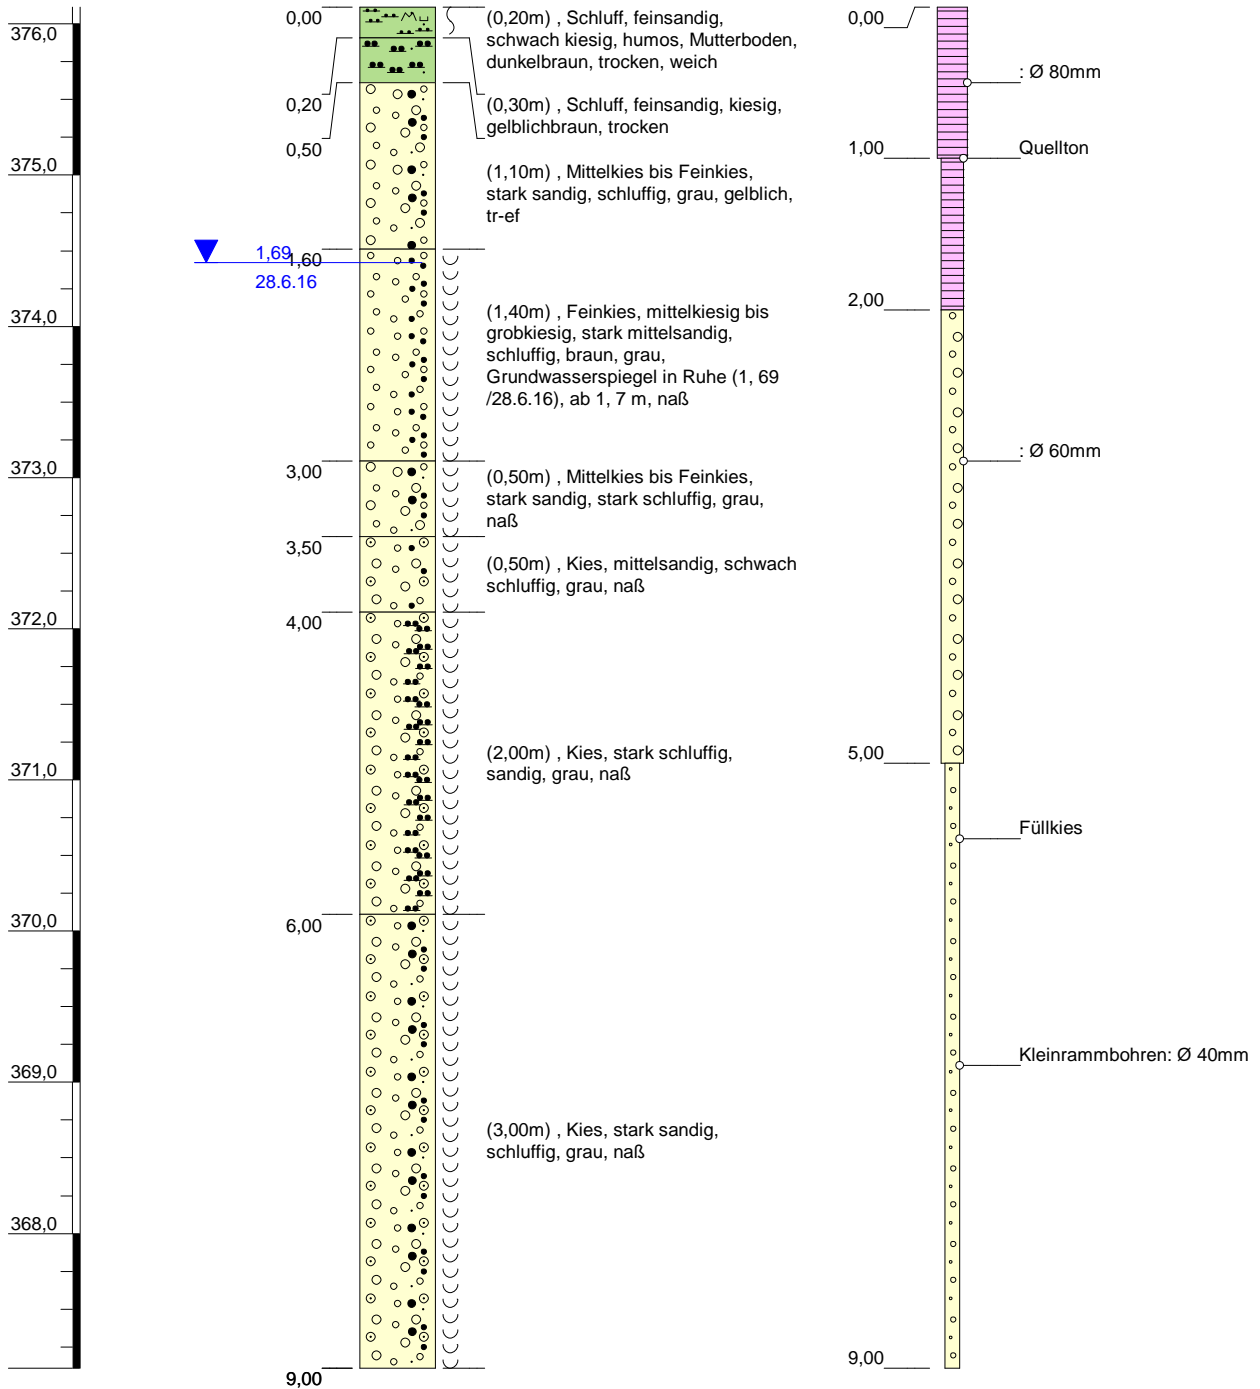 376,0
375,0
374,0
373,0
372,0
371,0
370,0
369,0
368,0
0,00
0,20
0,50
1,69
1,60
28.6.16
3,00
3,50
4,00
6,00
9,00
(0,20m) , Schluff, feinsandig,
schwach kiesig, humos, Mutterboden,
dunkelbraun, trocken, weich
(0,30m) , Schluff, feinsandig, kiesig,
gelblichbraun, trocken
(1,10m) , Mittelkies bis Feinkies,
stark sandig, schluffig, grau, gelblich,
tr-ef
(1,40m) , Feinkies, mittelkiesig bis
grobkiesig, stark mittelsandig,
schluffig, braun, grau,
Grundwasserspiegel in Ruhe (1, 69
/28.6.16), ab 1, 7 m, naß
(0,50m) , Mittelkies bis Feinkies,
stark sandig, stark schluffig, grau,
naß
(0,50m) , Kies, mittelsandig, schwach
schluffig, grau, naß
(2,00m) , Kies, stark schluffig,
sandig, grau, naß
(3,00m) , Kies, stark sandig,
schluffig, grau, naß
0,00
1,00
2,00
5,00
9,00
: Ø 80mm
Quellton
: Ø 60mm
Füllkies
Kleinrammbohren: Ø 40mm